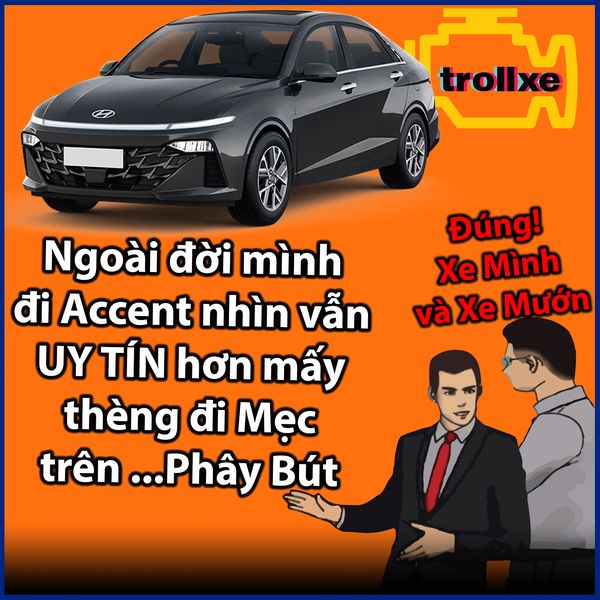 trollxe
Ngoài đời mình
đi Accent nhìn vẫn
UY TÍN hơn mấy
thèng đi Mẹc
trên ...Phây Bút
Đúng!
Xe Mình
và Xe Mướn